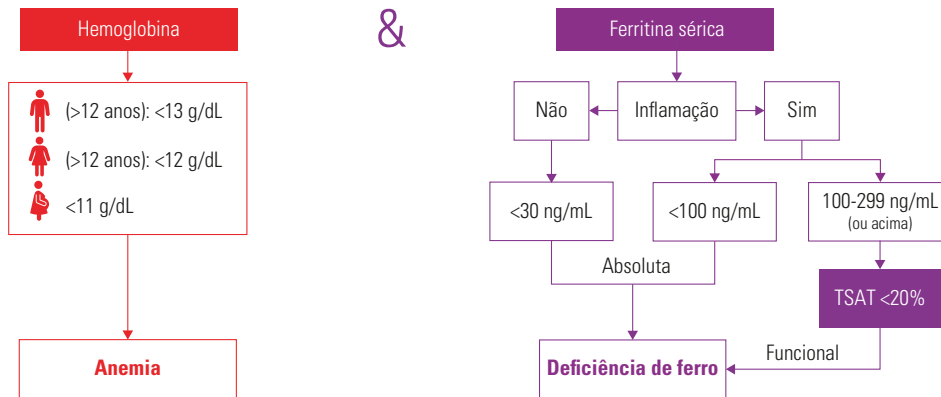 Hemoglobina
(>12 anos): <13 g/dL
(>12 anos): <12 g/dL
<11 g/dL
Anemia
&
Ferritina sérica
Não
Inflamação
Sim
<30 ng/mL
<100 ng/mL
100-299 ng/mL
(ou acima)
Absoluta
TSAT <20%
Funcional
Deficiência de ferro